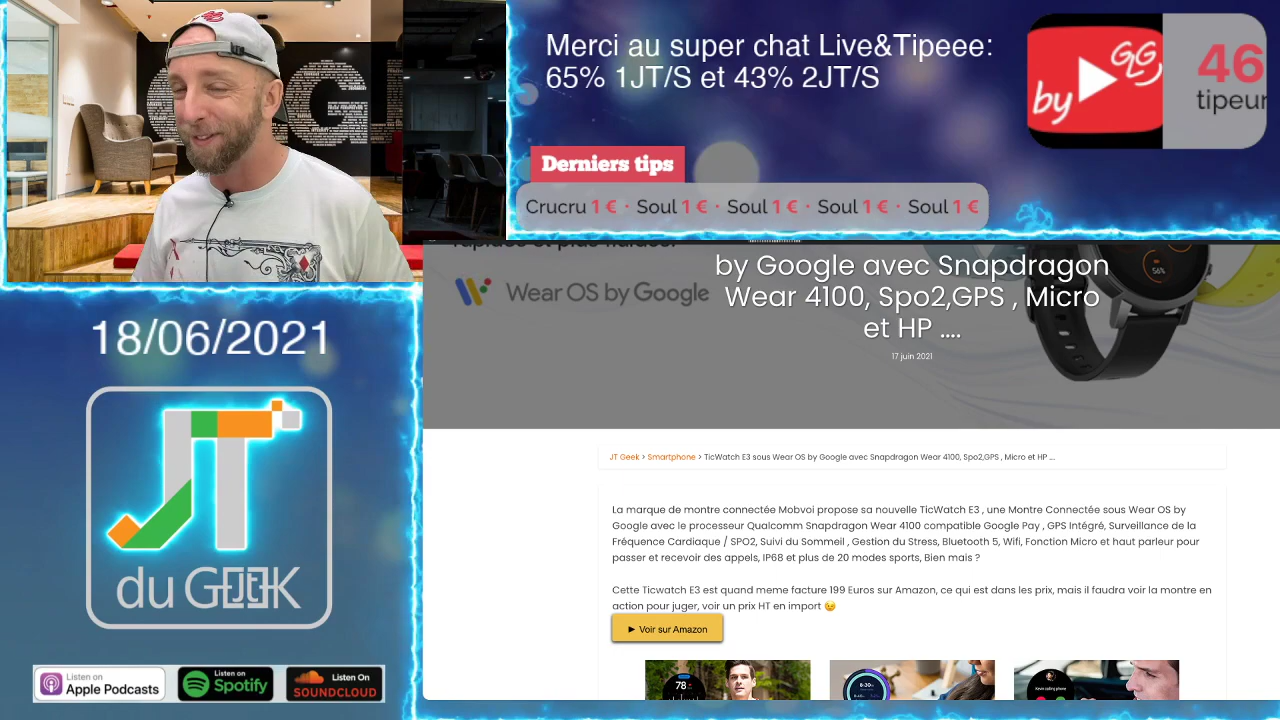 Merci au super chat Live&Tipeee:
65% 1JT/S et 43% 2JT/S
by GLG
46
tipeur
Derniers tips
Crucru 1 € · Soul 1 € · Soul 1 € · Soul 1 € · Soul 1 €
18/06/2021
JT
du GEEK
Listen on
Apple Podcasts
Listen on
Spotify
Listen On
SOUNDCLOUD
Wear OS by Google
by Google avec Snapdragon
Wear 4100, Spo2,GPS , Micro
et HP ....
17 juin 2021
56%
JT Geek > Smartphone > TicWatch E3 sous Wear OS by Google avec Snapdragon Wear 4100, Spo2,GPS , Micro et HP ....
La marque de montre connectée Mobvoi propose sa nouvelle TicWatch E3 , une Montre Connectée sous Wear OS by
Google avec le processeur Qualcomm Snapdragon Wear 4100 compatible Google Pay , GPS Intégré, Surveillance de la
Fréquence Cardiaque / SPO2, Suivi du Sommeil , Gestion du Stress, Bluetooth 5, Wifi, Fonction Micro et haut parleur pour
passer et recevoir des appels, IP68 et plus de 20 modes sports, Bien mais ?
Cette Ticwatch E3 est quand meme facture 199 Euros sur Amazon, ce qui est dans les prix, mais il faudra voir la montre en
action pour juger, voir un prix HT en import 😉
► Voir sur Amazon
78
6:30
Kevin calling phone